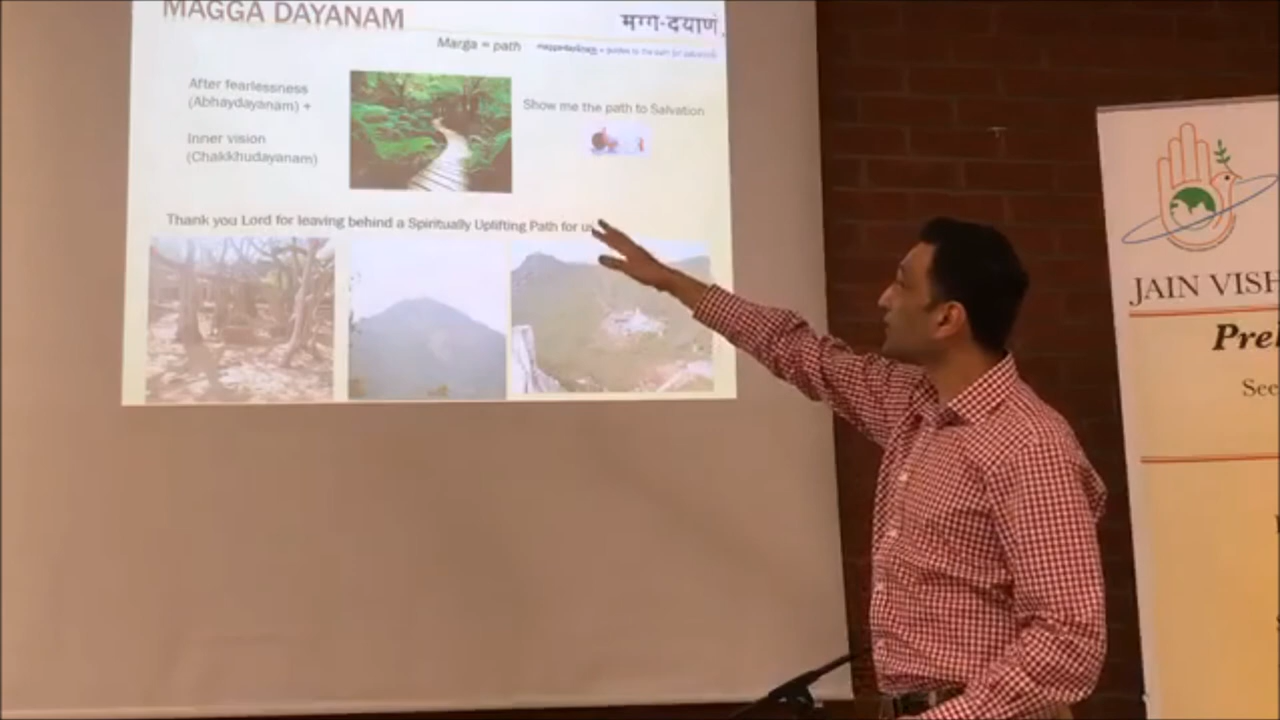 MAGGA DAYANAM
मग्ग-दयाणं
Marga = path
After fearlessness
(Abhaydayanam) +
Inner vision
(Chakkhudayanam)
Show me the path to Salvation
Thank you Lord for leaving behind a Spiritually Uplifting Path for us
JAIN VISH
Prek
See